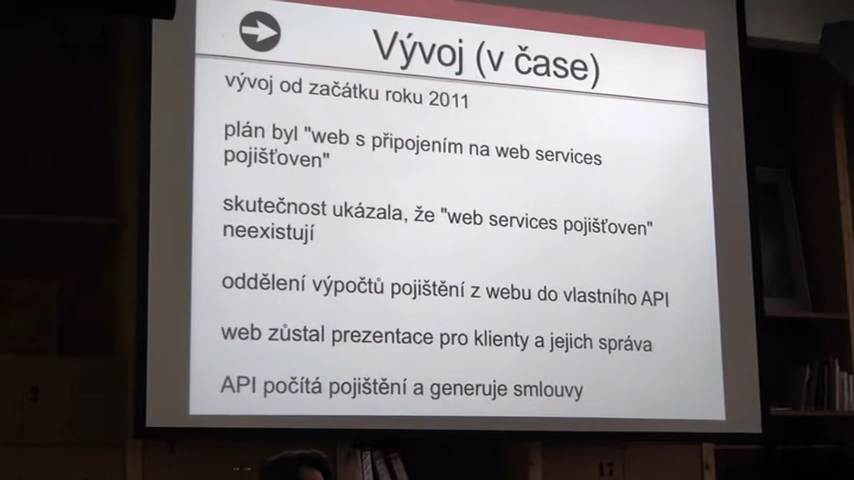 Vývoj (v čase)
vývoj od začátku roku 2011
plán byl "web s připojením na web services
pojišťoven"
skutečnost ukázala, že "web services pojišťoven"
neexistují
oddělení výpočtů pojištění z webu do vlastního API
web zůstal prezentace pro klienty a jejich správa
API počítá pojištění a generuje smlouvy